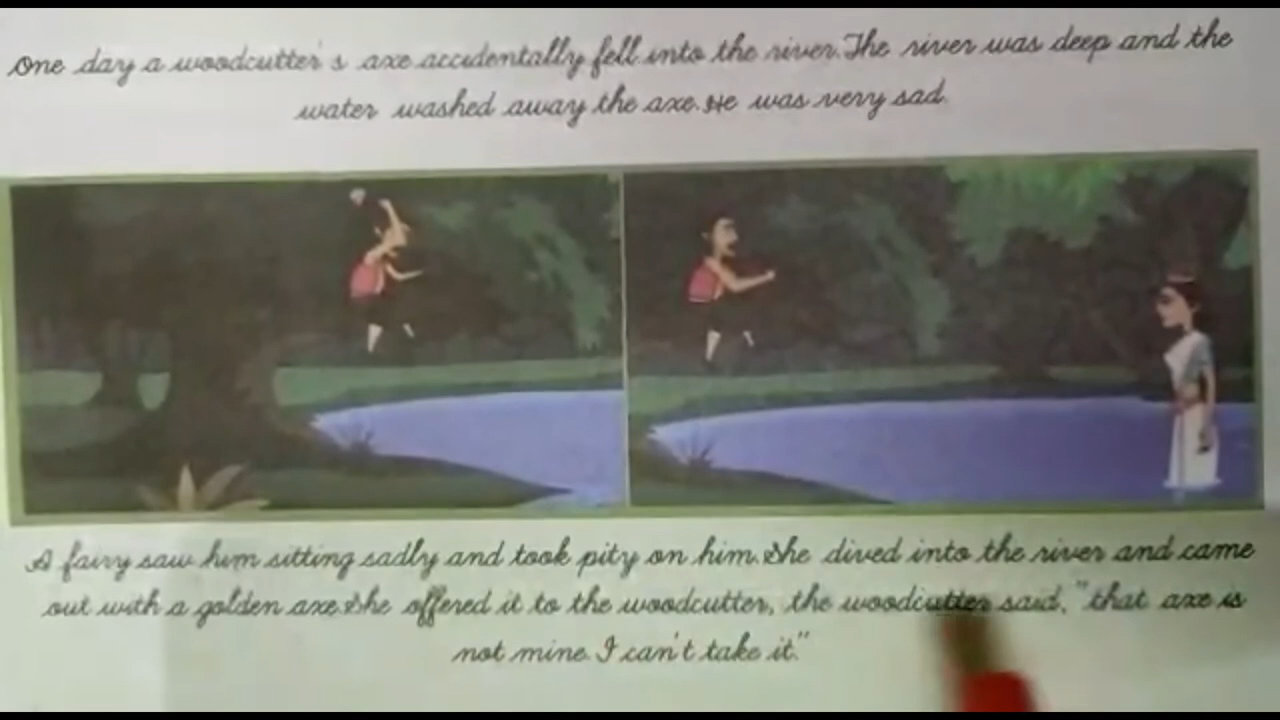 One day a woodcutter's axe accidentally fell into the river. The river was deep and the
water washed away the axe. He was very sad.
A fairy saw him sitting sadly and took pity on him. She dived into the river and came
out with a golden axe. She offered it to the woodcutter, the woodcutter said, "that axe is
not mine. I can't take it."